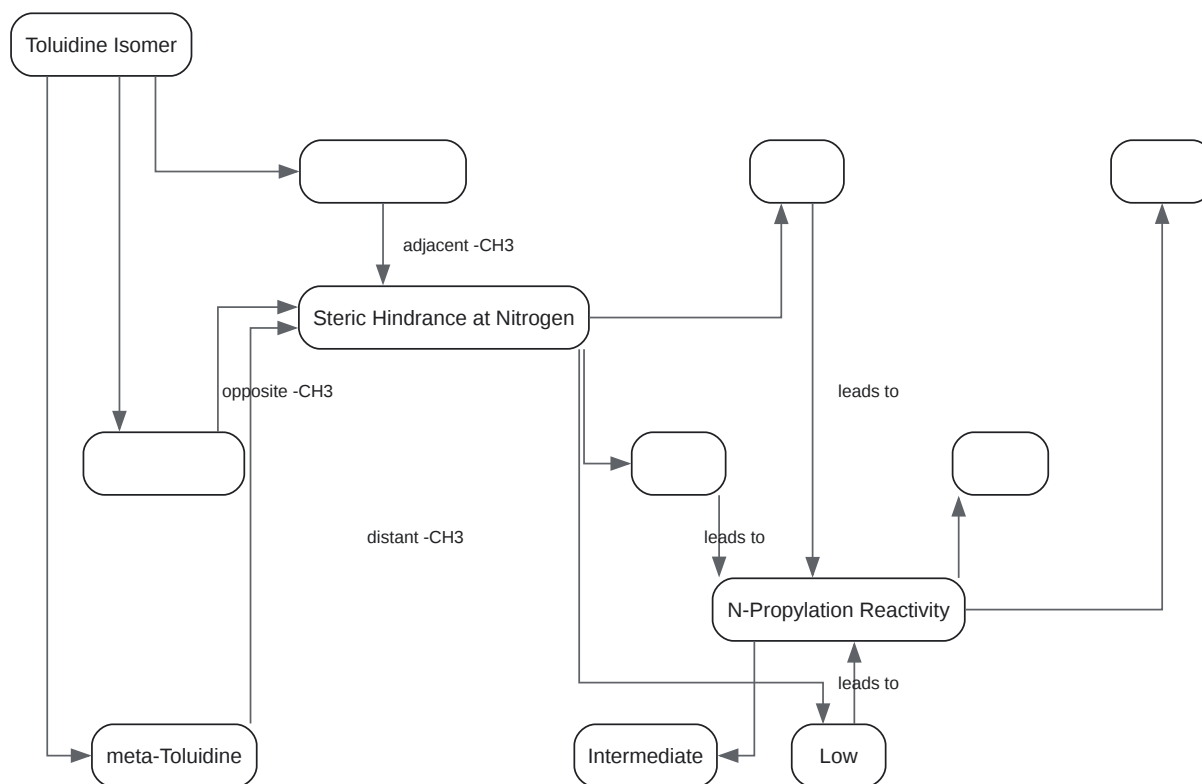 Toluidine Isomer
adjacent -CH3
Steric Hindrance at Nitrogen
opposite -CH3
leads to
distant -CH3
leads to
N-Propylation Reactivity
leads to
meta-Toluidine
Intermediate
Low